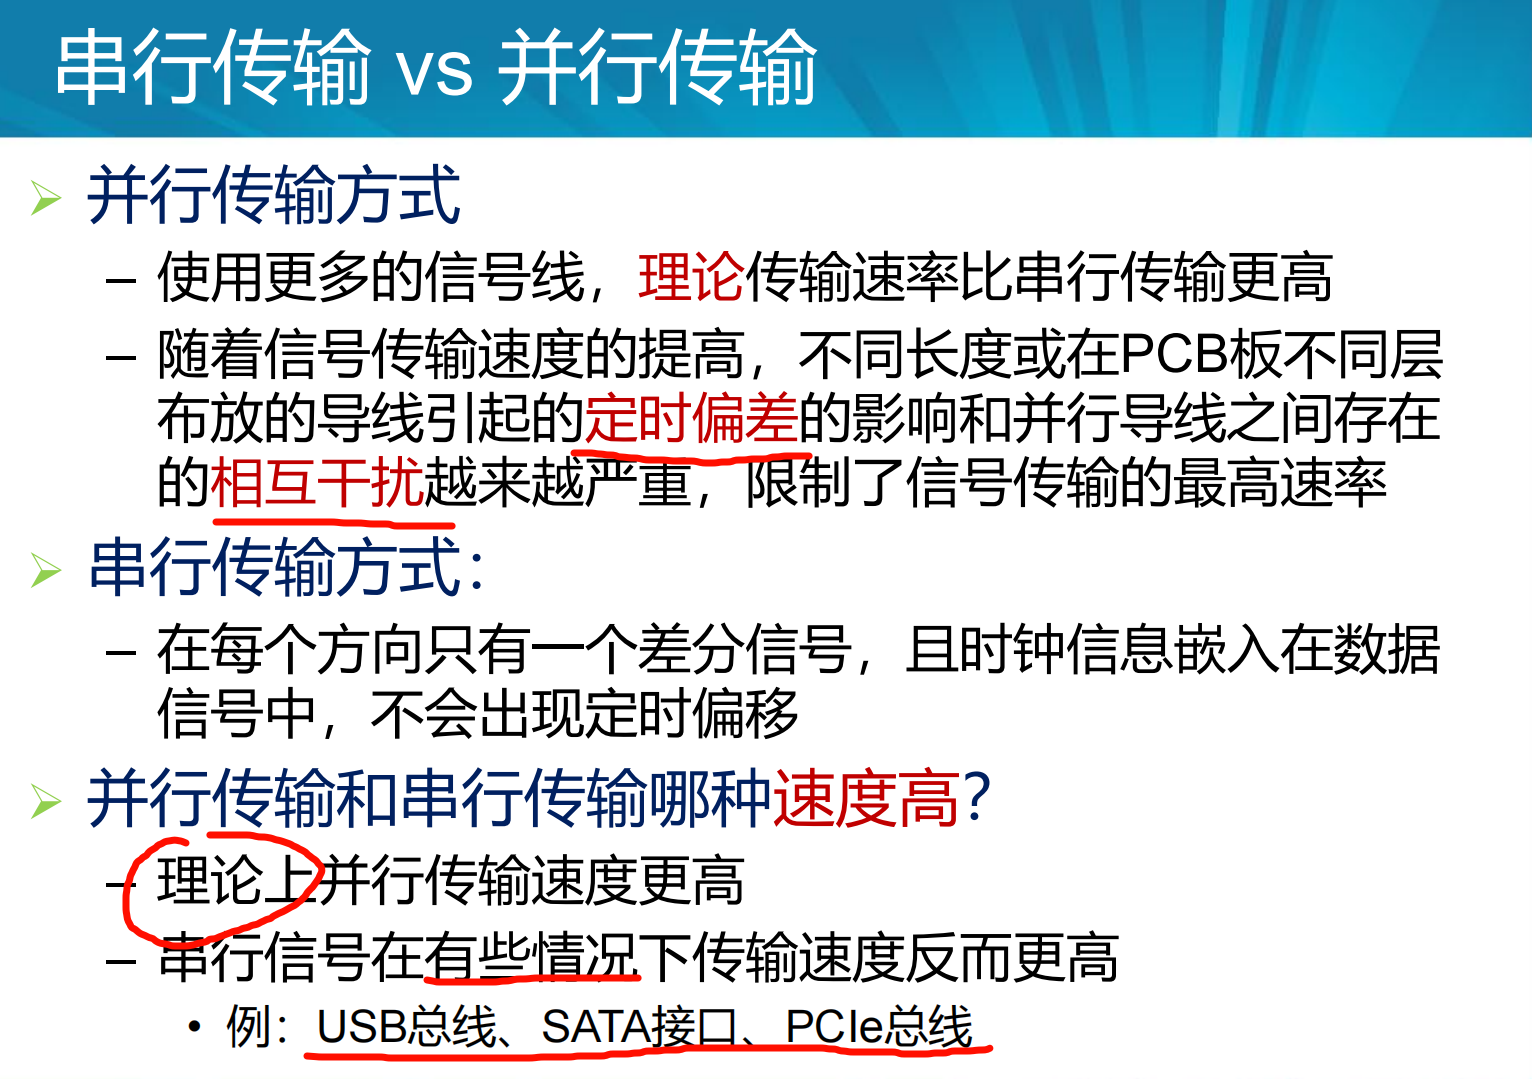 串行传输 vs 并行传输
并行传输方式
– 使用更多的信号线，理论传输速率比串行传输更高
– 随着信号传输速度的提高，不同长度或在PCB板不同层
布放的导线引起的定时偏差的影响和并行导线之间存在
的相互干扰越来越严重，限制了信号传输的最高速率
串行传输方式：
– 在每个方向只有一个差分信号，且时钟信息嵌入在数据
信号中，不会出现定时偏移
并行传输和串行传输哪种速度高？
– 理论上并行传输速度更高
– 串行信号在有些情况下传输速度反而更高
• 例：USB总线、SATA接口、PCIe总线